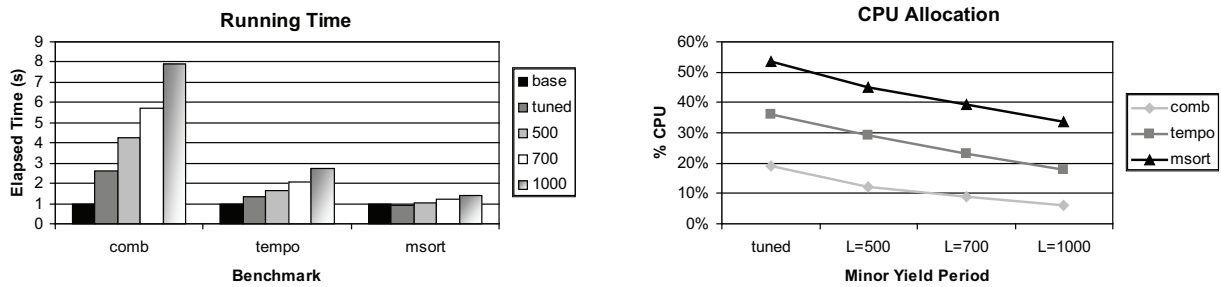 Running Time
Elapsed Time (s)
9
8
7
6
5
4
3
2
1
0
comb
tempo
msort
Benchmark
base
tuned
500
700
1000
CPU Allocation
% CPU
60%
50%
40%
30%
20%
10%
0%
tuned
L=500
L=700
L=1000
Minor Yield Period
comb
tempo
msort